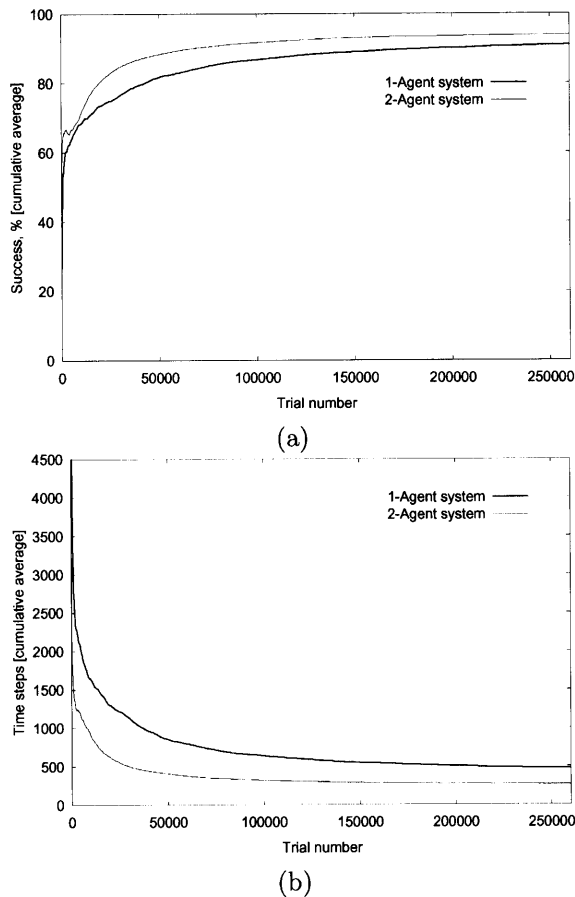 100
80
60
40
20
0
Success, % [cumulative average]
1-Agent system
2-Agent system
0 50000 100000 150000 200000 250000
Trial number
(a)
4500
4000
3500
3000
2500
2000
1500
1000
500
0
Time steps [cumulative average]
1-Agent system
2-Agent system
0 50000 100000 150000 200000 250000
Trial number
(b)